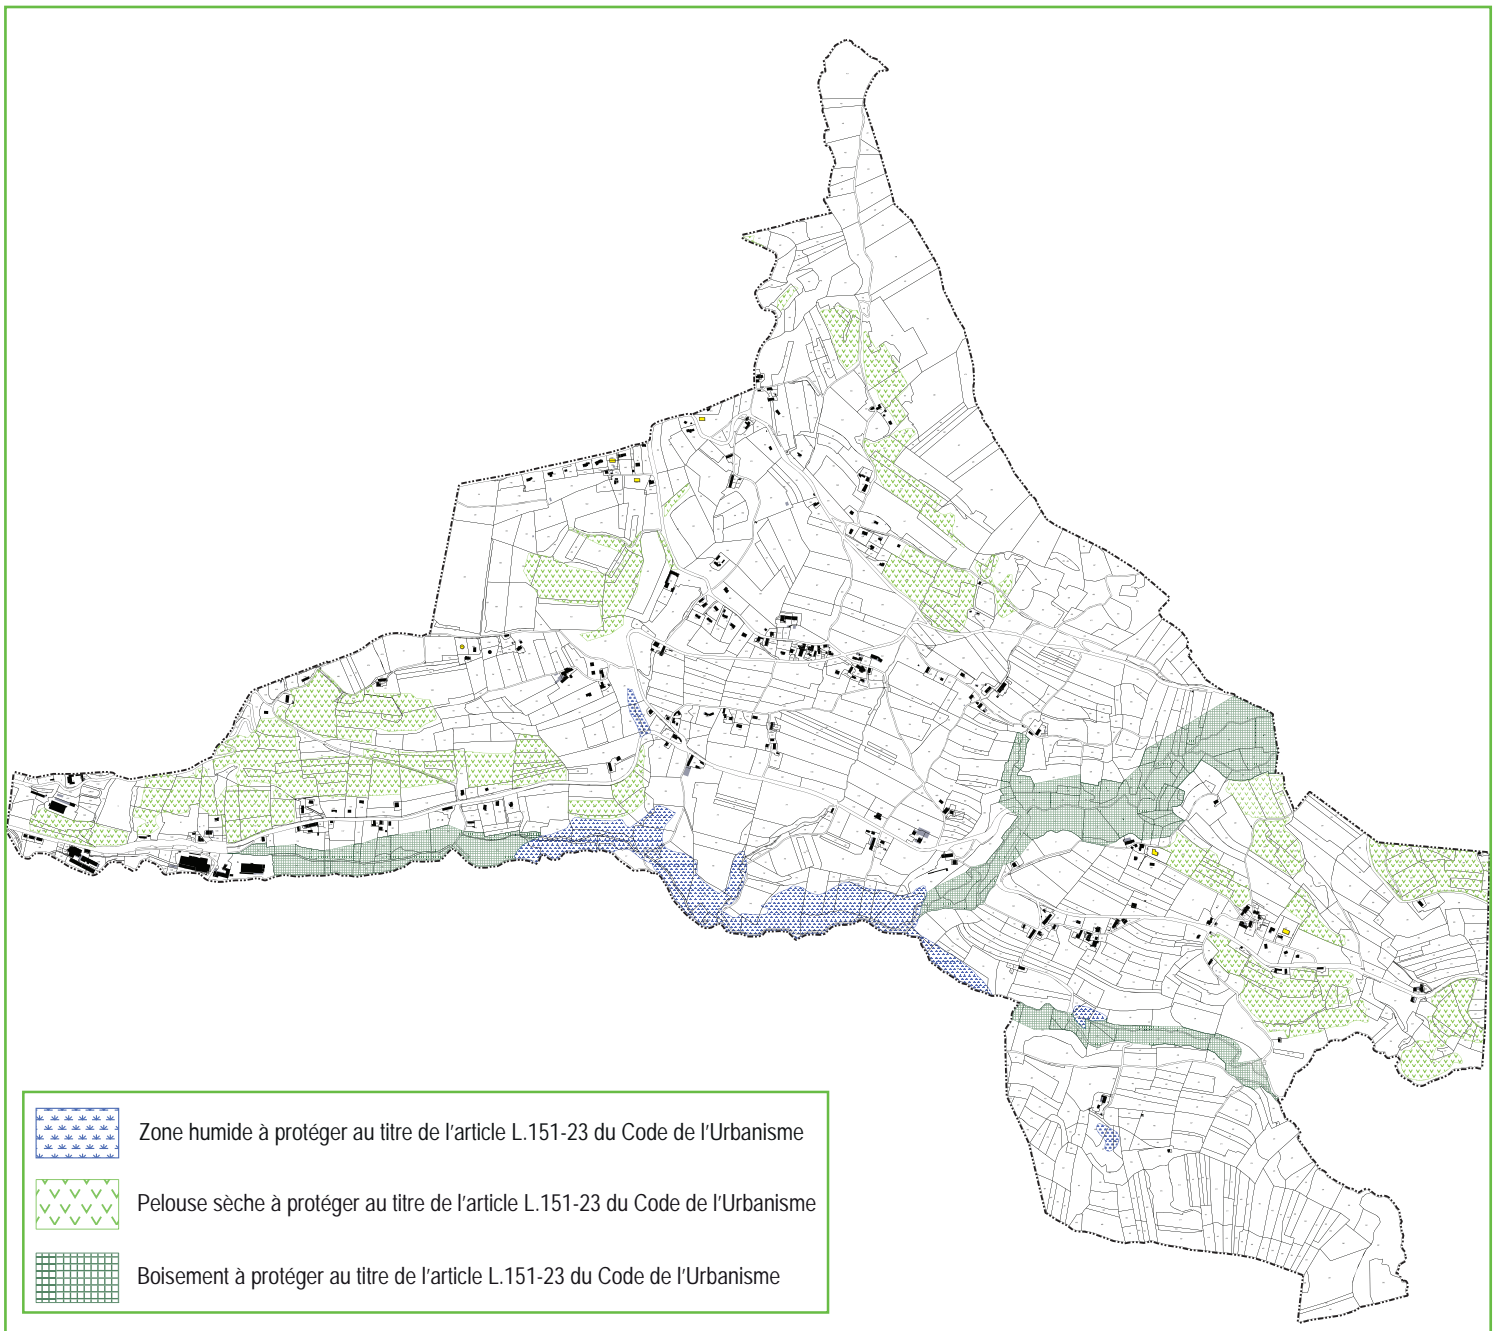 Zone humide à protéger au titre de l'article L.151-23 du Code de l'Urbanisme
Pelouse sèche à protéger au titre de l'article L.151-23 du Code de l'Urbanisme
Boisement à protéger au titre de l'article L.151-23 du Code de l'Urbanisme